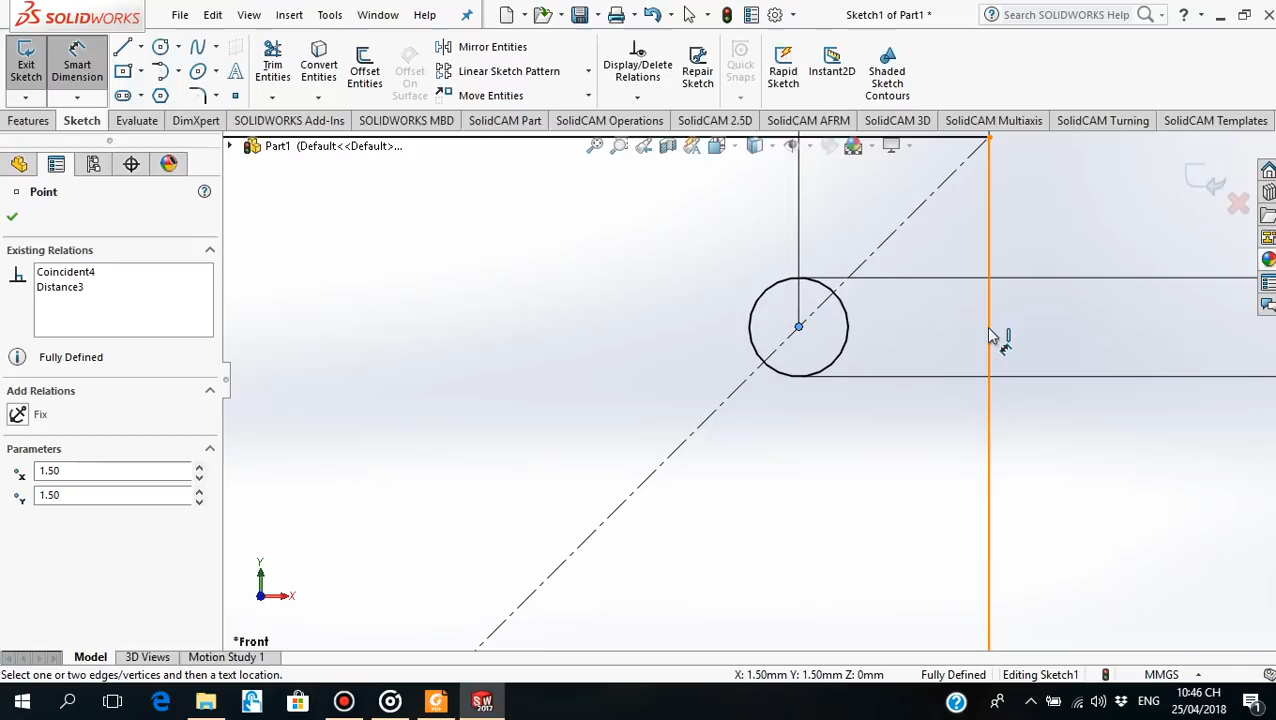 SOLIDWORKS
File
Edit
View
Insert
Tools
Window
Help
Sketch1 of Part1 *
Search SOLIDWORKS Help
?
Exit Sketch
Smart Dimension
Trim Entities
Convert Entities
Offset Entities
Offset On Surface
Mirror Entities
Linear Sketch Pattern
Move Entities
Display/Delete Relations
Repair Sketch
Quick Snaps
Rapid Sketch
Instant2D
Shaded Sketch Contours
Features
Sketch
Evaluate
DimXpert
SOLIDWORKS Add-Ins
SOLIDWORKS MBD
SolidCAM Part
SolidCAM Operations
SolidCAM 2.5D
SolidCAM AFRM
SolidCAM 3D
SolidCAM Multiaxis
SolidCAM Turning
SolidCAM Templates
Part1 (Default<<Default>...
Point
?
Existing Relations
Coincident4
Distance3
Fully Defined
Add Relations
Fix
Parameters
x
1.50
Y
1.50
Y
X
*Front
Model
3D Views
Motion Study 1
Select one or two edges/vertices and then a text location.
X: 1.50mm Y: 1.50mm Z: 0mm
Fully Defined
Editing Sketch1
MMGS
SW
2017
ENG
10:46 CH
25/04/2018